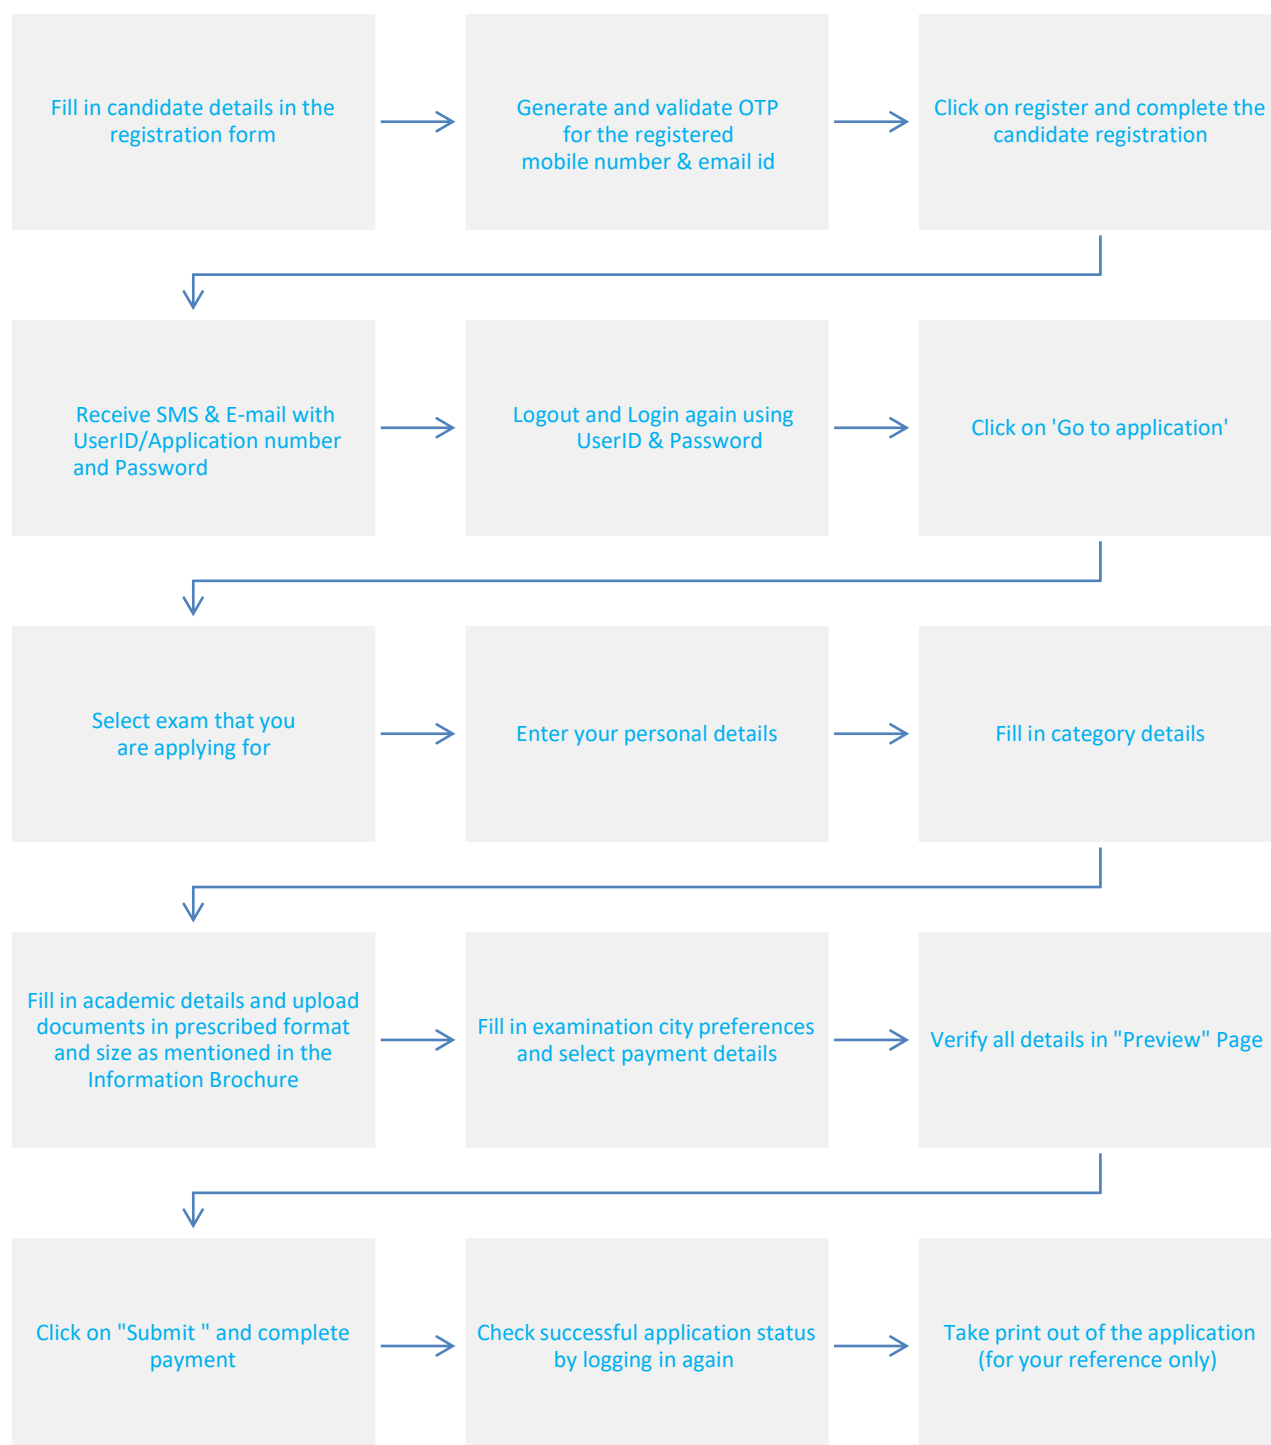 Fill in candidate details in the
registration form
Generate and validate OTP
for the registered
mobile number & email id
Click on register and complete the
candidate registration
Receive SMS & E-mail with
UserID/Application number
and Password
Logout and Login again using
UserID & Password
Click on 'Go to application'
Select exam that you
are applying for
Enter your personal details
Fill in category details
Fill in academic details and upload
documents in prescribed format
and size as mentioned in the
Information Brochure
Fill in examination city preferences
and select payment details
Verify all details in "Preview" Page
Click on "Submit " and complete
payment
Check successful application status
by logging in again
Take print out of the application
(for your reference only)